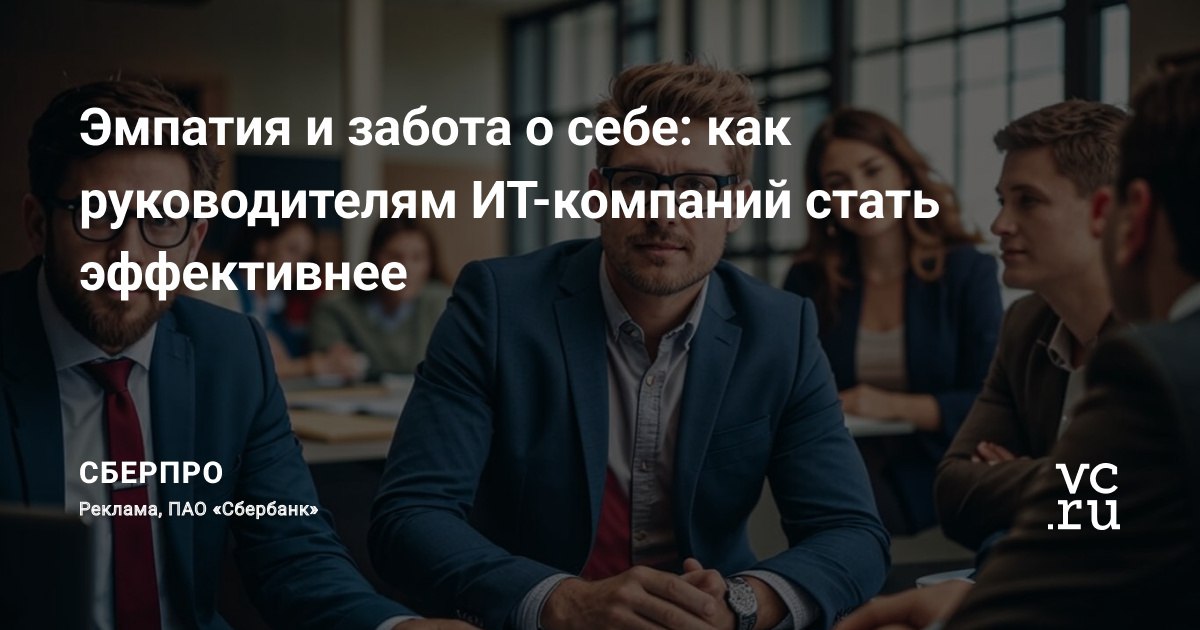 Эмпатия и забота о себе: как
руководителям ИТ-компаний стать
эффективнее
СБЕРПРО
Реклама, ПАО «Сбербанк»
vc
.ru